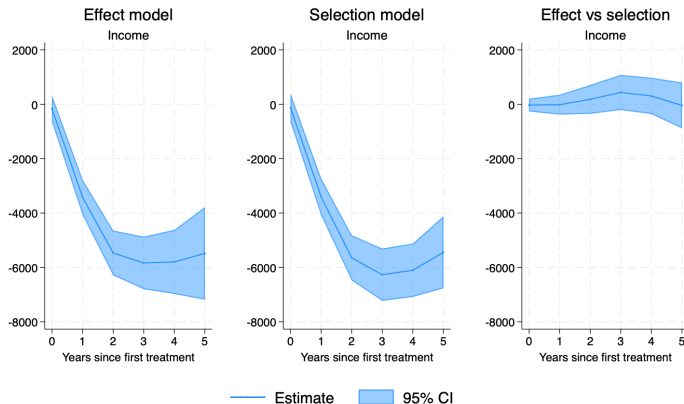 Effect model
Income
2000
0
-2000
-4000
-6000
-8000
0 1 2 3 4 5
Years since first treatment
Selection model
Income
2000
0
-2000
-4000
-6000
-8000
0 1 2 3 4 5
Years since first treatment
Effect vs selection
Income
2000
0
-2000
-4000
-6000
-8000
0 1 2 3 4 5
Years since first treatment
Estimate 95% CI